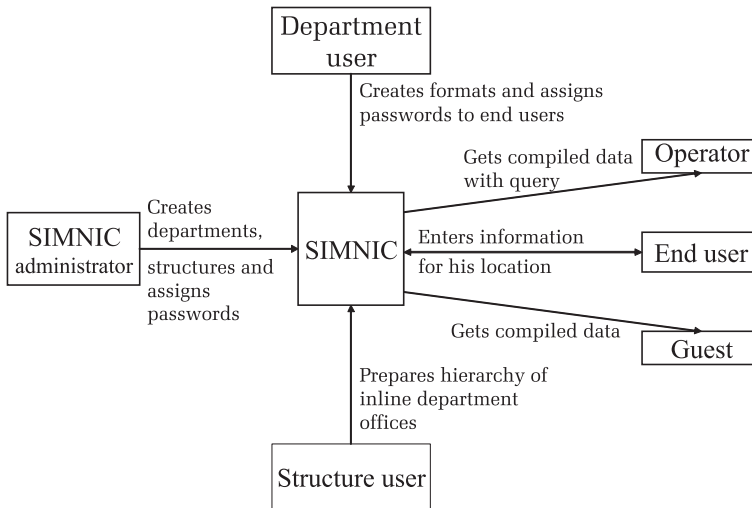 Department
user
Creates formats and assigns
passwords to end users
Gets compiled data
with query
Operator
SIMNIC
administrator
Creates
departments,
structures and
assigns
passwords
SIMNIC
Enters information
for his location
End user
Gets compiled data
Guest
Prepares hierarchy of
inline department
offices
Structure user